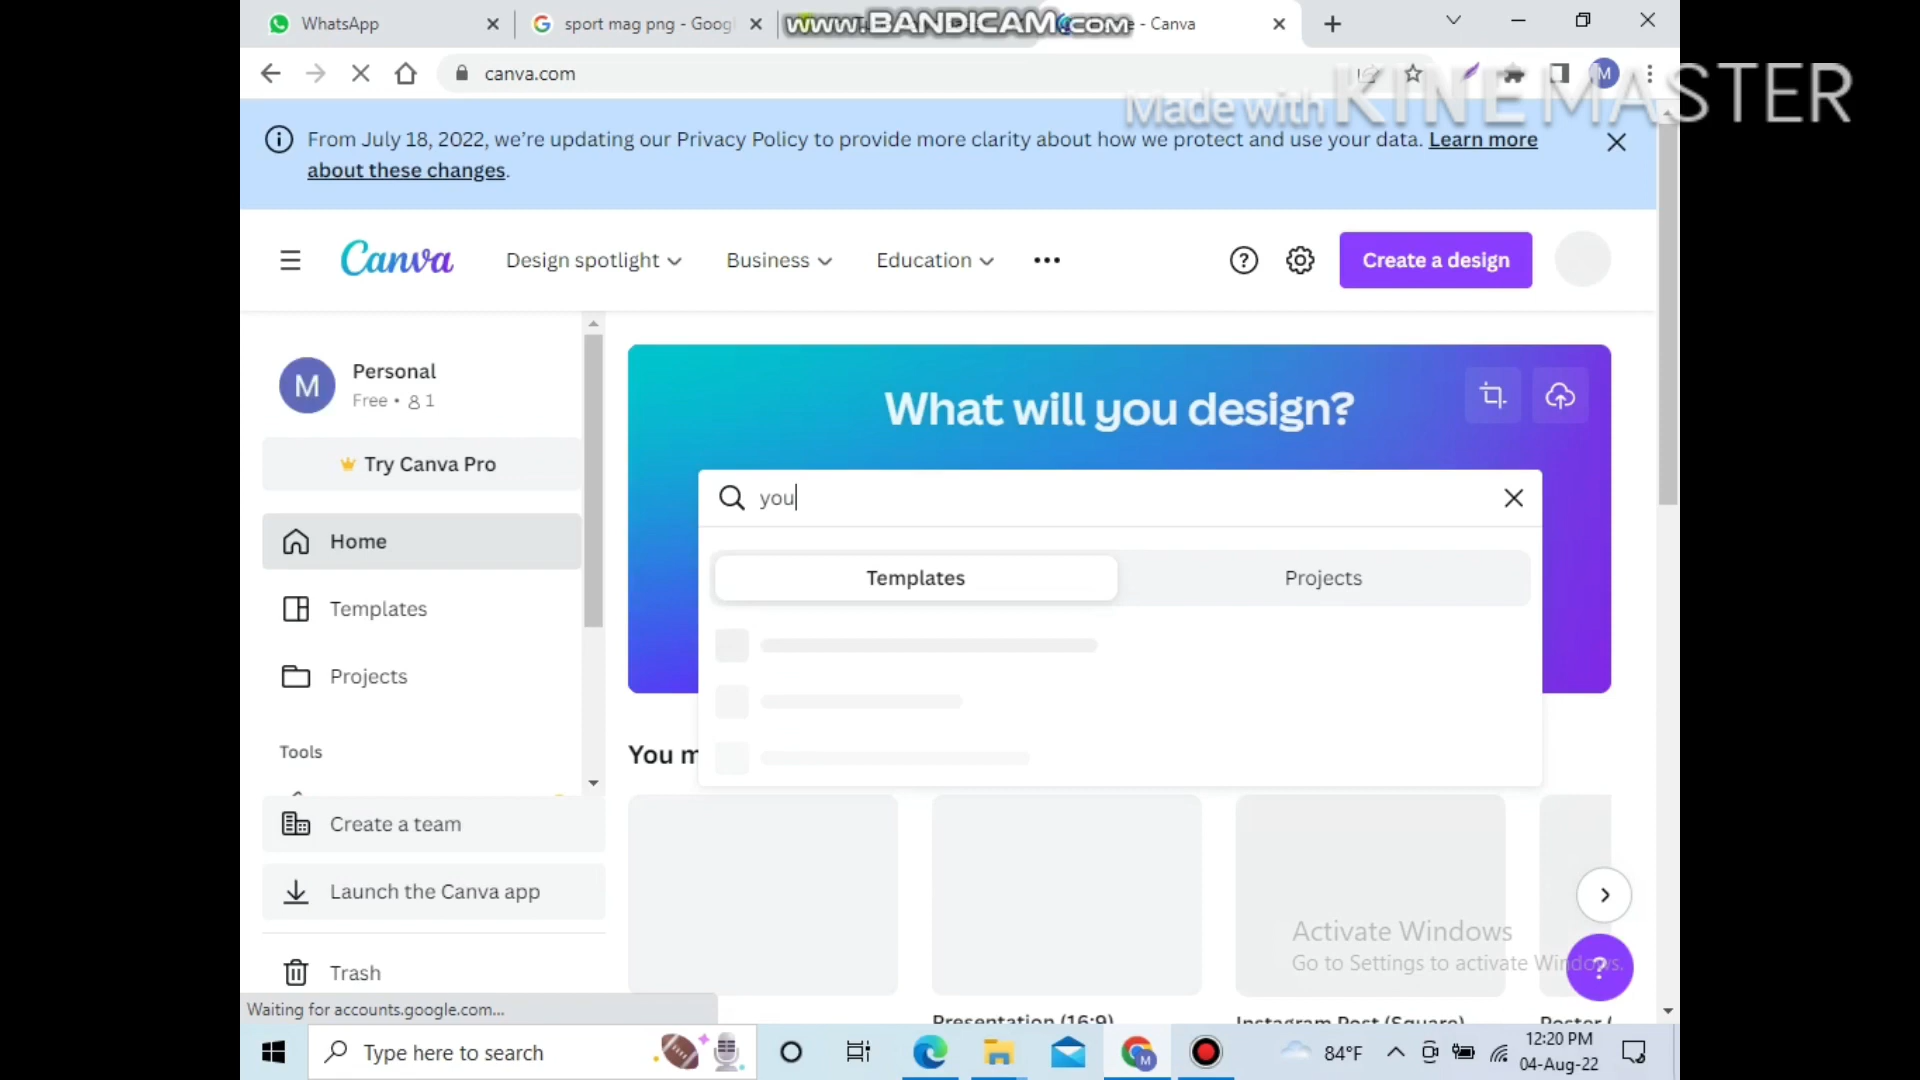 WhatsApp
sport mag png - Goog
www.BANDICAM.com
e - Canva
canva.com
Made with KINEMASTER
From July 18, 2022, we're updating our Privacy Policy to provide more clarity about how we protect and use your data. Learn more
about these changes.
Canva
Design spotlight
Business
Education
Create a design
M
Personal
Free • 1
Try Canva Pro
What will you design?
you
Home
Templates
Projects
Templates
Projects
Tools
You m
Create a team
Launch the Canva app
Trash
Presentation (16:9)
Instagram Post (Square)
Poster (
Activate Windows
Go to Settings to activate Windows.
Waiting for accounts.google.com...
Type here to search
84°F
12:20 PM
04-Aug-22